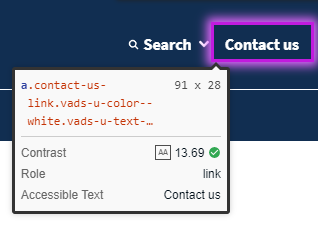 Search Contact us
a.contact-us- 91 x 28
link.vads-u-color--
white.vads-u-text-…
Contrast AA 13.69
Role link
Accessible Text Contact us